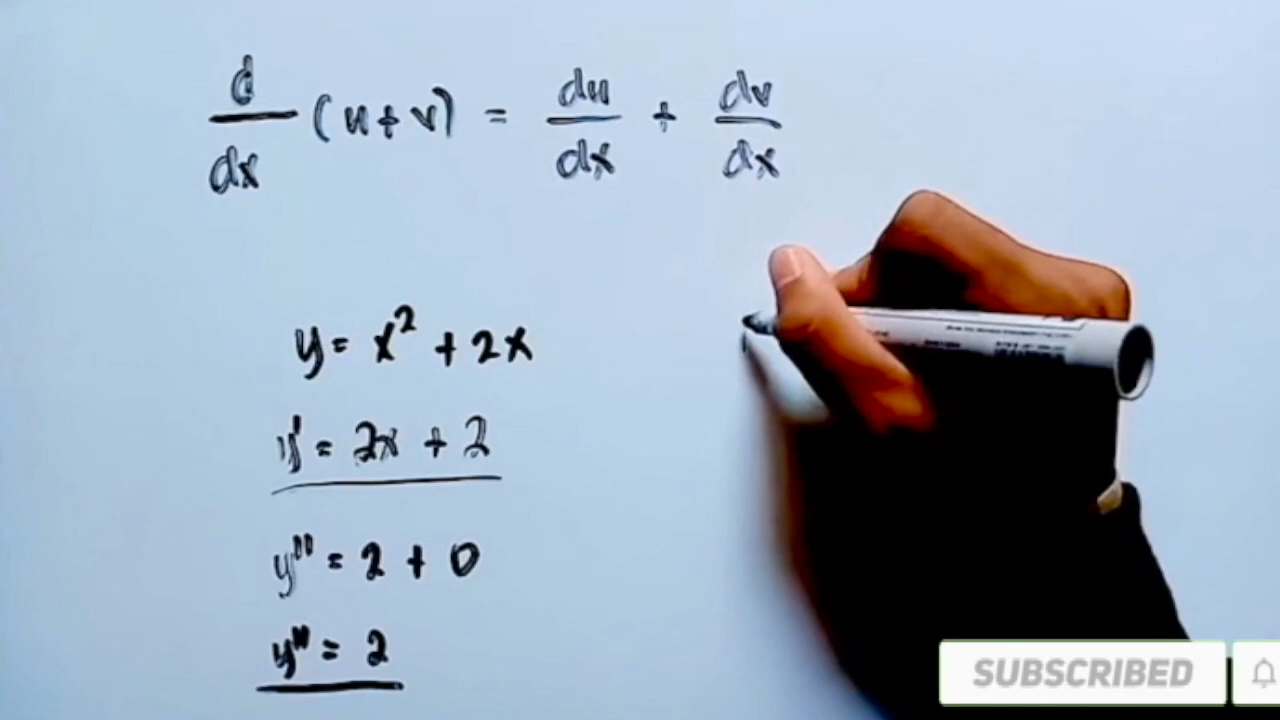 d/dx (u+v) = du/dx + dv/dx
y = x² + 2x
y' = 2x + 2
y'' = 2 + 0
y'' = 2
SUBSCRIBED